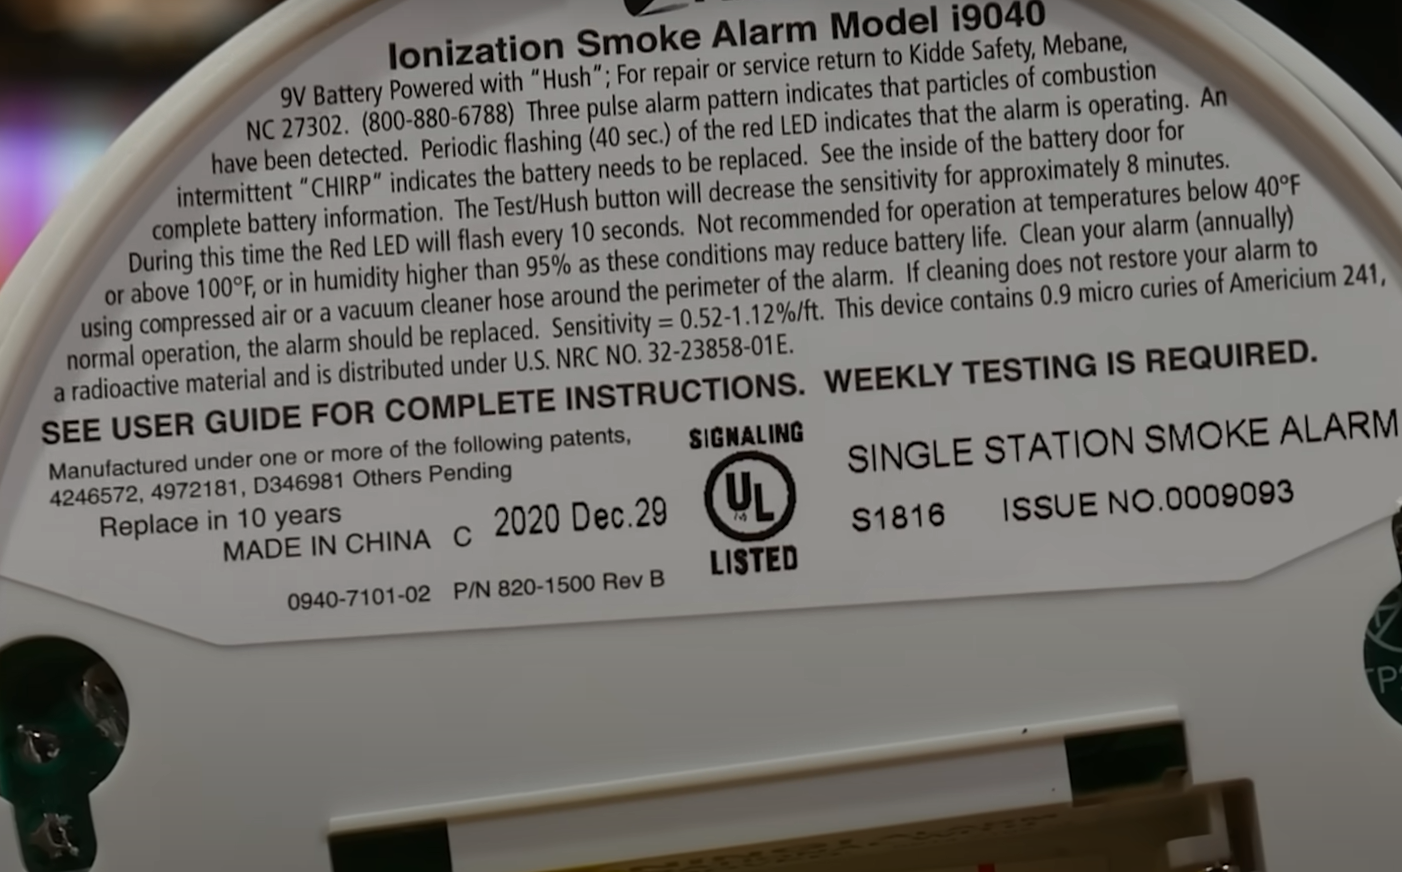 Ionization Smoke Alarm Model i9040
9V Battery Powered with "Hush"; For repair or service return to Kidde Safety, Mebane,
NC 27302. (800-880-6788) Three pulse alarm pattern indicates that particles of combustion
have been detected. Periodic flashing (40 sec.) of the red LED indicates that the alarm is operating. An
intermittent "CHIRP" indicates the battery needs to be replaced. See the inside of the battery door for
complete battery information. The Test/Hush button will decrease the sensitivity for approximately 8 minutes.
During this time the Red LED will flash every 10 seconds. Not recommended for operation at temperatures below 40°F
or above 100°F, or in humidity higher than 95% as these conditions may reduce battery life. Clean your alarm (annually)
using compressed air or a vacuum cleaner hose around the perimeter of the alarm. If cleaning does not restore your alarm to
normal operation, the alarm should be replaced. Sensitivity = 0.52-1.12%/ft. This device contains 0.9 micro curies of Americium 241,
a radioactive material and is distributed under U.S. NRC NO. 32-23858-01E.
SEE USER GUIDE FOR COMPLETE INSTRUCTIONS. WEEKLY TESTING IS REQUIRED.
Manufactured under one or more of the following patents,
4246572, 4972181, D346981 Others Pending
Replace in 10 years
MADE IN CHINA C 2020 Dec.29
0940-7101-02 P/N 820-1500 Rev B
SIGNALING
UL
LISTED
SINGLE STATION SMOKE ALARM
S1816 ISSUE NO.0009093